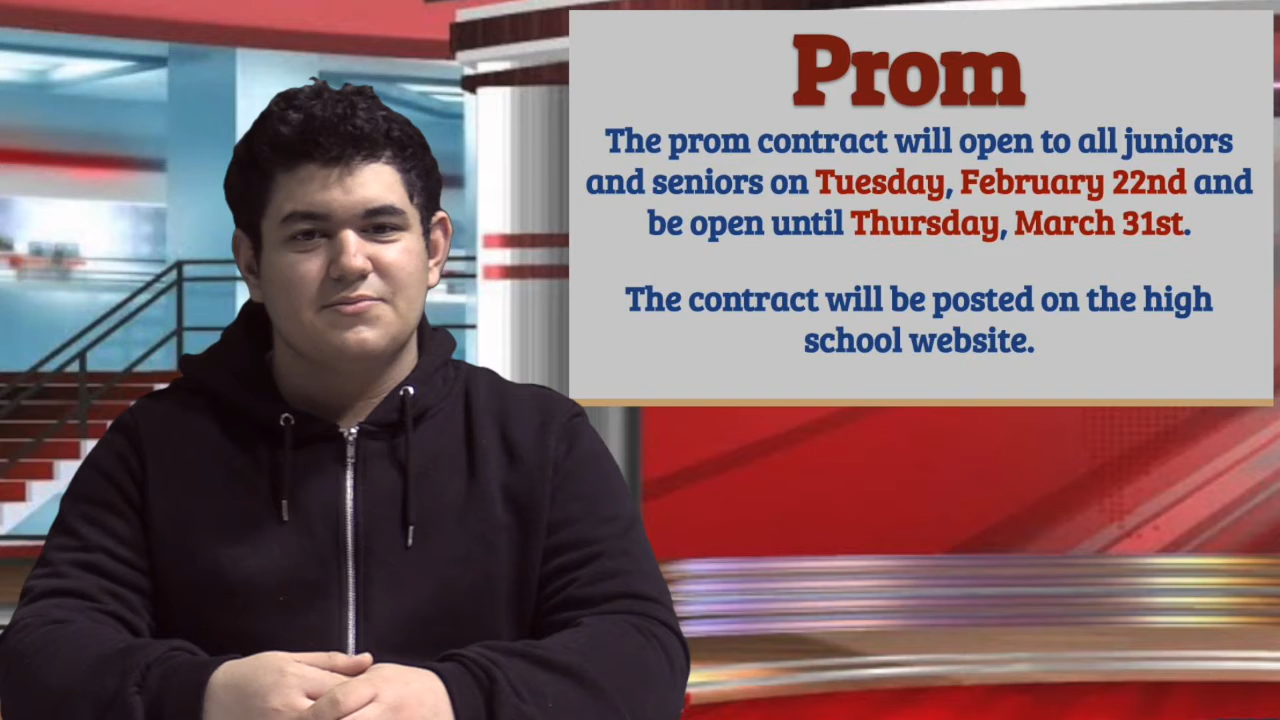 Prom
The prom contract will open to all juniors
and seniors on Tuesday, February 22nd and
be open until Thursday, March 31st.
The contract will be posted on the high
school website.